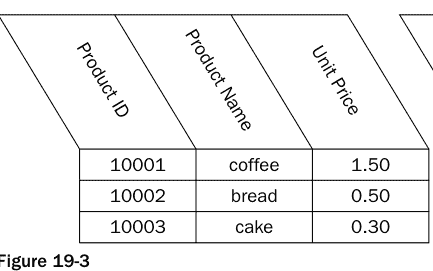 Product ID Product Name Unit Price
10001 coffee 1.50
10002 bread 0.50
10003 cake 0.30
Figure 19-3